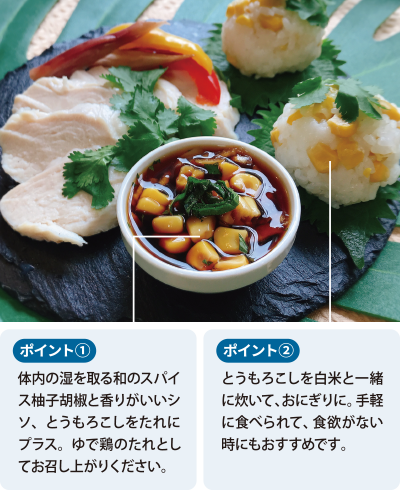 ポイント①
体内の湿を取る和のスパイ
ス柚子胡椒と香りがいいシ
ソ、とうもろこしをたれに
プラス。ゆで鶏のたれとし
てお召し上がりください。
ポイント②
とうもろこしを白米と一緒
に炊いて、おにぎりに。手軽
に食べられて、食欲がない
時にもおすすめです。